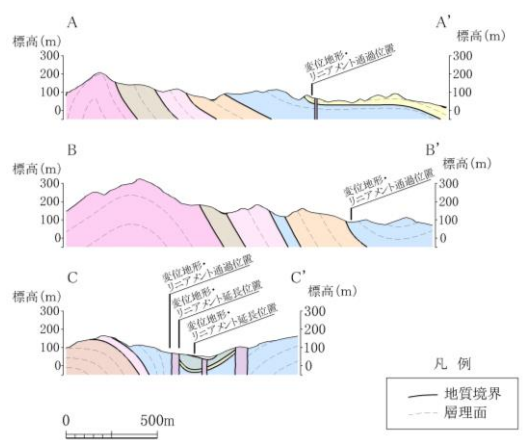 A
A’
標高(m)
300
200
100
0
変位地形・
リニアメント通過位置
標高(m)
300
200
100
0
B
B’
標高(m)
300
200
100
0
変位地形・
リニアメント通過位置
標高(m)
300
200
100
0
C
C’
標高(m)
300
200
100
0
変位地形・
リニアメント通過位置
変位地形・
リニアメント延長位置
変位地形・
リニアメント延長位置
標高(m)
300
200
100
0
凡 例
地質境界
層理面
0
500m